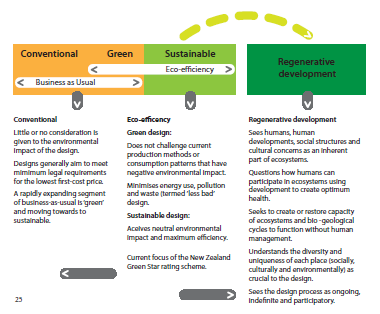 Conventional
Green
Sustainable
Regenerative
development
Eco-efficiency
Business as Usual
Conventional
Little or no consideration is
given to the environmental
impact of the design.
Designs generally aim to meet
minimum legal requirements
for the lowest first-cost price.
A rapidly expanding segment
of business-as-usual is 'green'
and moving towards to
sustainable.
Eco-efficency
Green design:
Does not challenge current
production methods or
consumption patterns that have
negative environmental impact.
Minimises energy use, pollution
and waste (termed 'less bad'
design.
Sustainable design:
Aceives neutral environmental
impact and maximum efficiency.
Current focus of the New Zealand
Green Star rating scheme.
Regenerative development
Sees humans, human
developments, social structures and
cultural concerns as an inherent
part of ecosystems.
Questions how humans can
participate in ecosystems using
development to create optimum
health.
Seeks to create or restore capacity
of ecosystems and bio-geological
cycles to function without human
management.
Understands the diversity and
uniqueness of each place (socially,
culturally and environmentally) as
crucial to the design.
Sees the design process as ongoing,
indefinite and participatory.
25